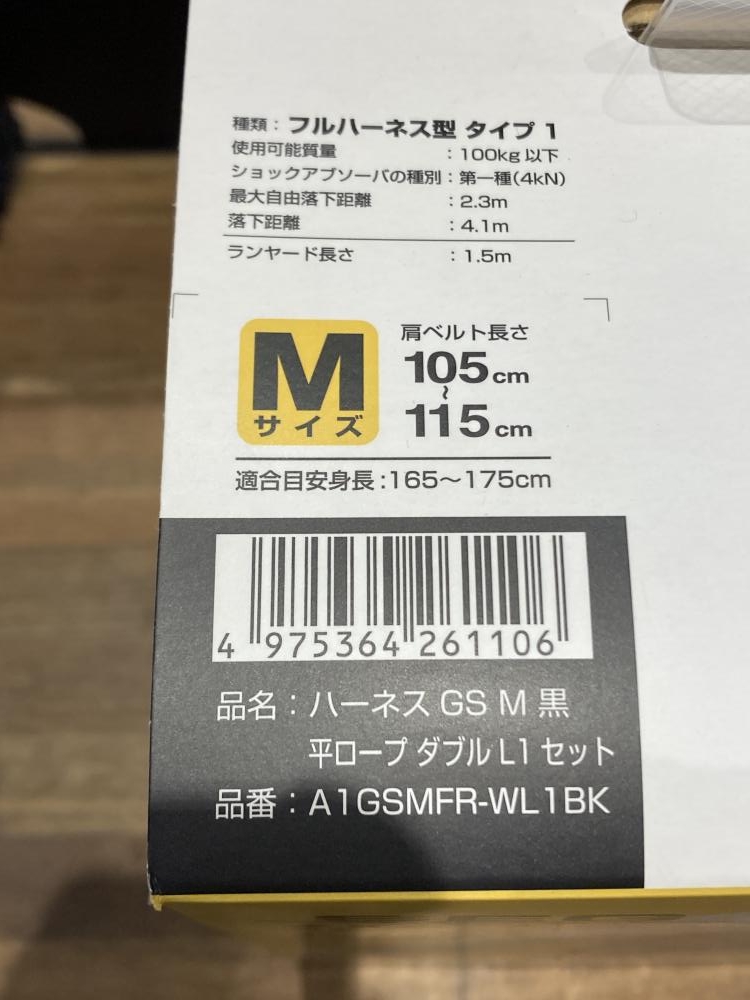 種類：フルハーネス型 タイプ 1
使用可能質量 ：100kg 以下
ショックアブソーバの種別：第一種(4kN)
最大自由落下距離 ：2.3m
落下距離 ：4.1m
ランヤード長さ ：1.5m
M
サイズ
肩ベルト長さ
105cm
～
115cm
適合目安身長：165～175cm
4 975364 261106
品名：ハーネス GS M 黒
平ロープ ダブル L1 セット
品番：A1GSMFR-WL1BK